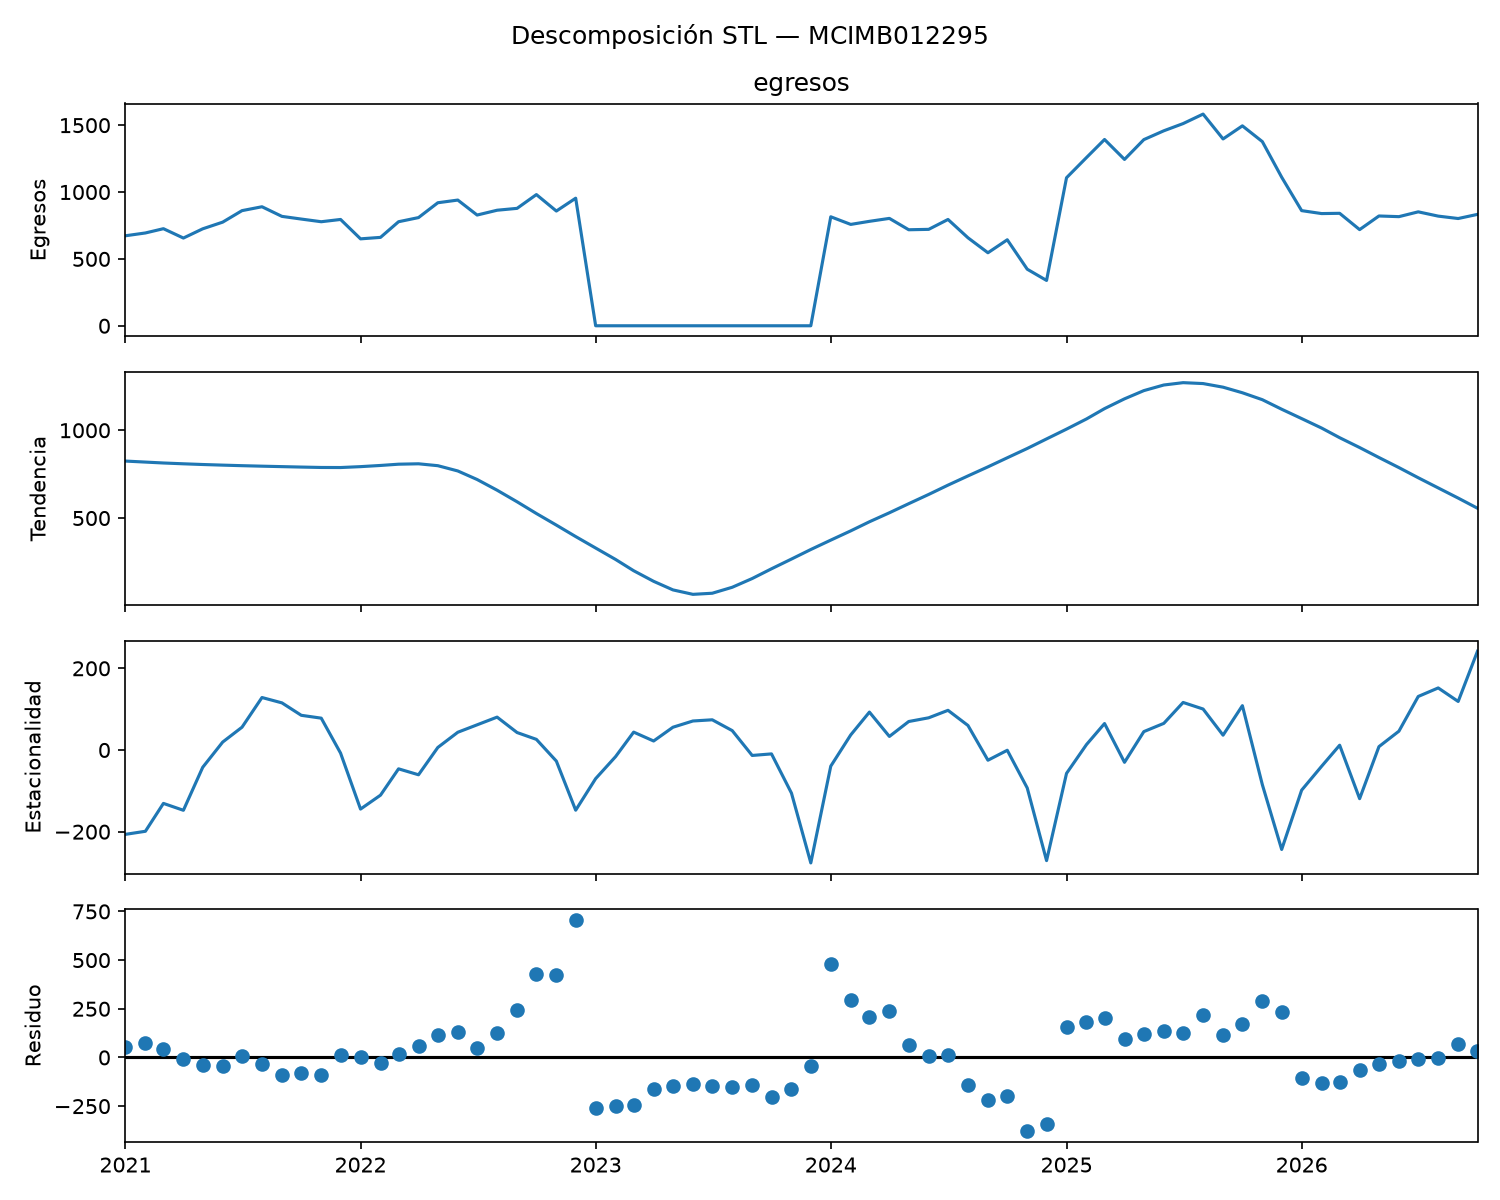 Descomposición STL — MCIMB012295
egresos
Egresos
1500
1000
500
0
Tendencia
1000
500
Estacionalidad
200
0
−200
Residuo
750
500
250
0
−250
2021 2022 2023 2024 2025 2026